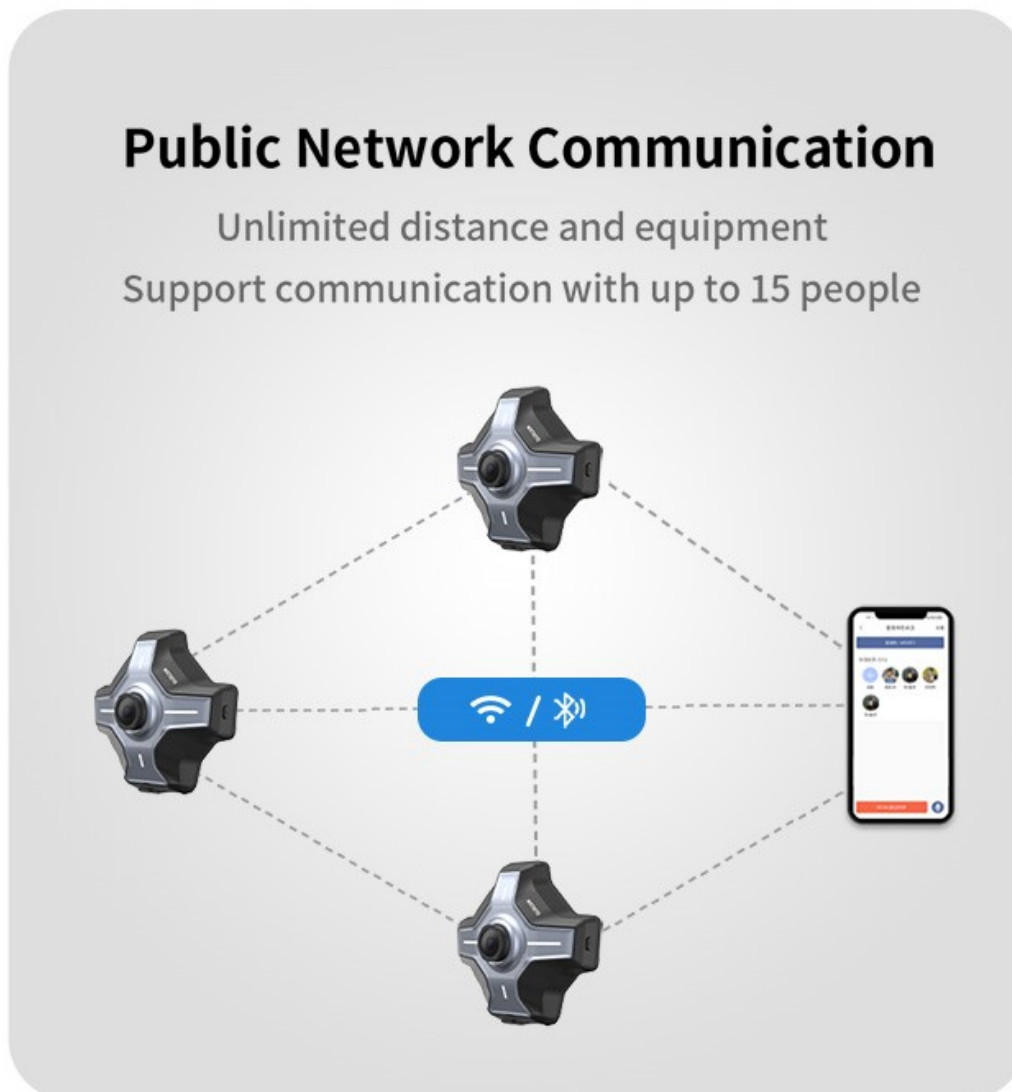 Public Network Communication
Unlimited distance and equipment
Support communication with up to 15 people
/